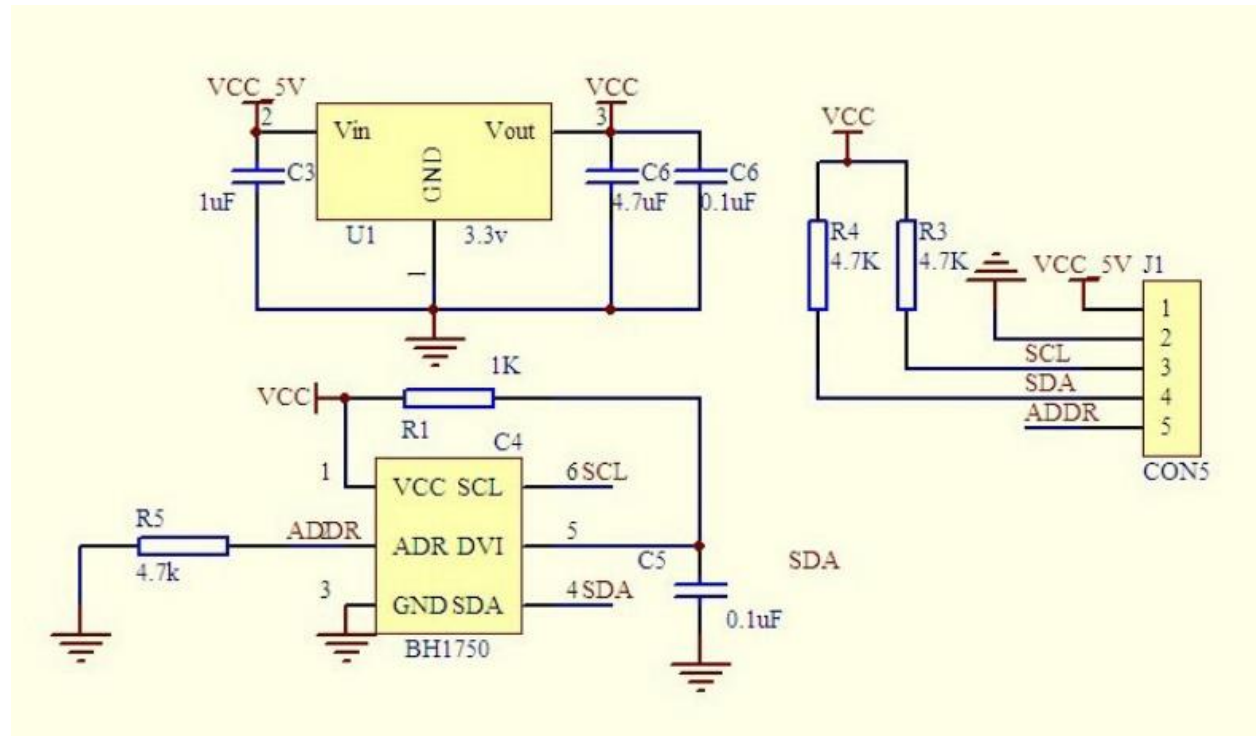 VCC_5V
2
Vin
Vout
GND
3
VCC
C3
1uF
C6
4.7uF
C6
0.1uF
U1
3.3v
1
VCC
R4
4.7K
R3
4.7K
VCC_5V
J1
1
2
SCL
3
SDA
4
ADDR
5
CON5
VCC
1K
R1
C4
1
VCC SCL
6 SCL
R5
4.7k
ADDR
2
ADR DVI
5
C5
SDA
3
GND SDA
4 SDA
0.1uF
BH1750